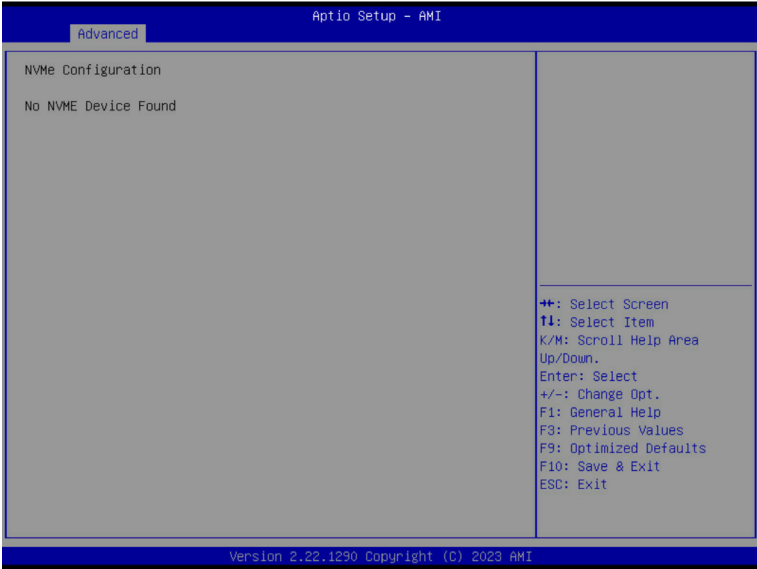 Aptio Setup – AMI
Advanced
NVMe Configuration
No NVME Device Found
→←: Select Screen
↑↓: Select Item
K/M: Scroll Help Area
Up/Down.
Enter: Select
+/-: Change Opt.
F1: General Help
F3: Previous Values
F9: Optimized Defaults
F10: Save & Exit
ESC: Exit
Version 2.22.1290 Copyright (C) 2023 AMI